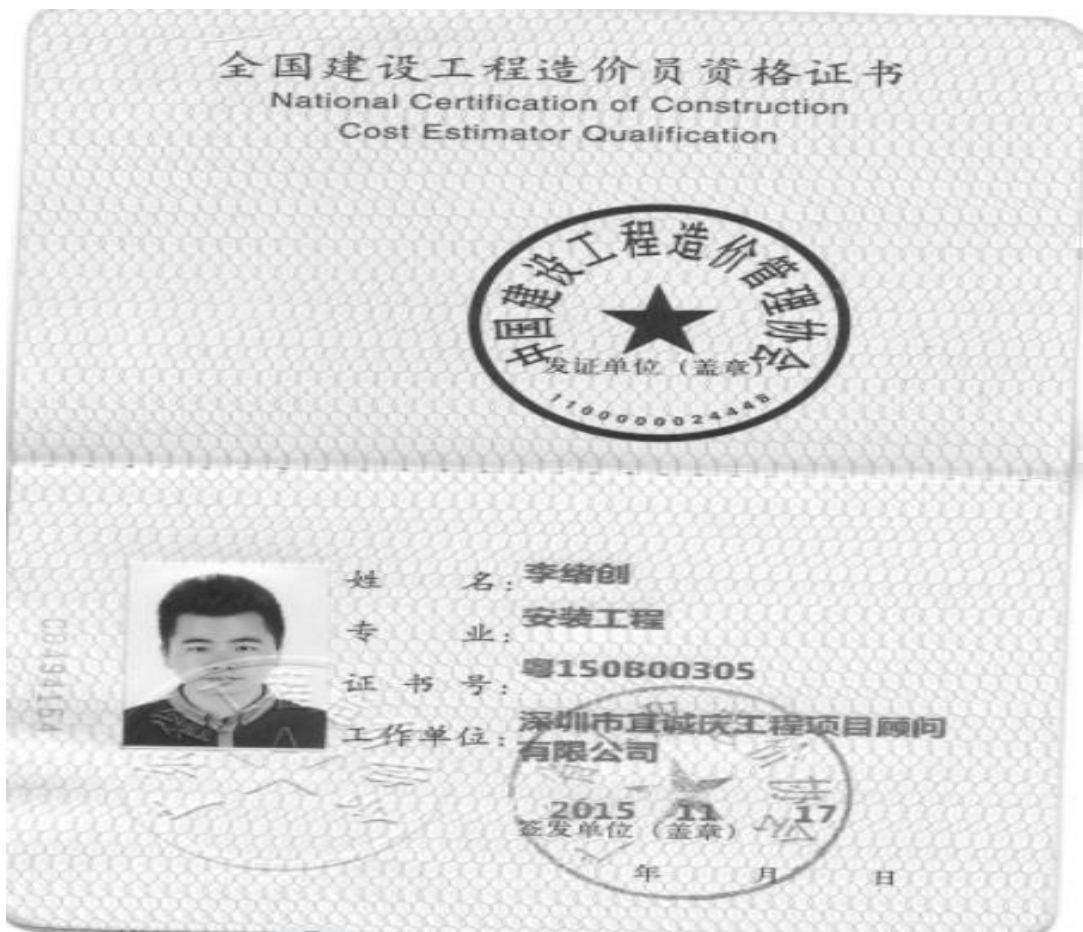 全国建设工程造价员资格证书
National Certification of Construction
Cost Estimator Qualification
中国建设工程造价管理协会
发证单位（盖章）
1100000024448
姓 名：李绪创
专 业：安装工程
证 书 号：粤150B00305
工作单位：深圳市宜诚庆工程项目顾问
有限公司
2015 11 17
签发单位（盖章）
年 月 日